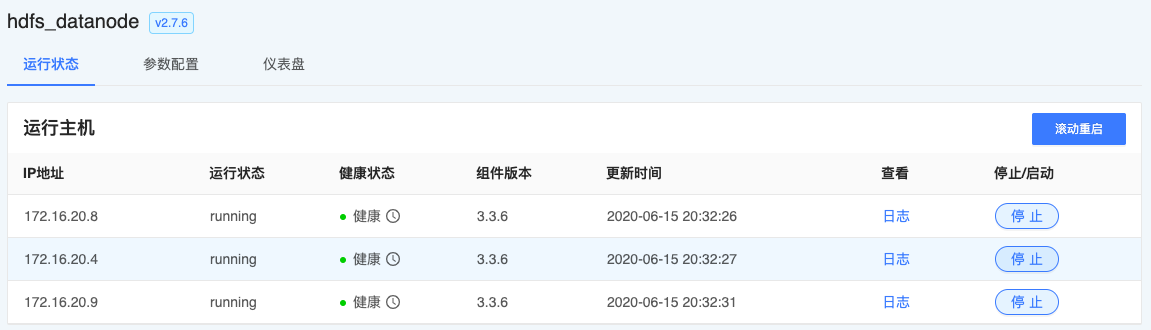 hdfs_datanode v2.7.6
运行状态 参数配置 仪表盘
运行主机 滚动重启
IP地址 运行状态 健康状态 组件版本 更新时间 查看 停止/启动
172.16.20.8 running 健康 3.3.6 2020-06-15 20:32:26 日志 停 止
172.16.20.4 running 健康 3.3.6 2020-06-15 20:32:27 日志 停 止
172.16.20.9 running 健康 3.3.6 2020-06-15 20:32:31 日志 停 止